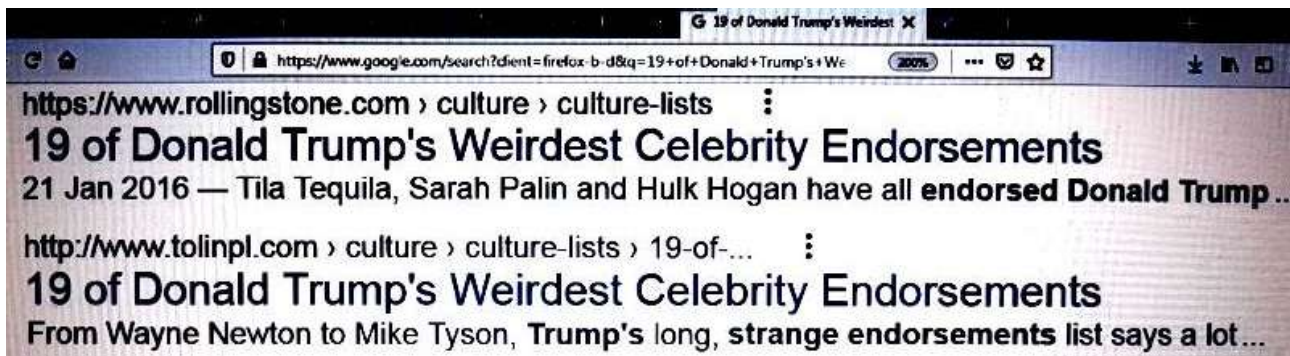 G 19 of Donald Trump's Weirdest X
https://www.google.com/search?client=firefox-b-d&q=19+of+Donald+Trump's+We 200% ...
https://www.rollingstone.com › culture › culture-lists
19 of Donald Trump's Weirdest Celebrity Endorsements
21 Jan 2016 — Tila Tequila, Sarah Palin and Hulk Hogan have all endorsed Donald Trump ..
http://www.tolinpl.com › culture › culture-lists › 19-of-...
19 of Donald Trump's Weirdest Celebrity Endorsements
From Wayne Newton to Mike Tyson, Trump's long, strange endorsements list says a lot...